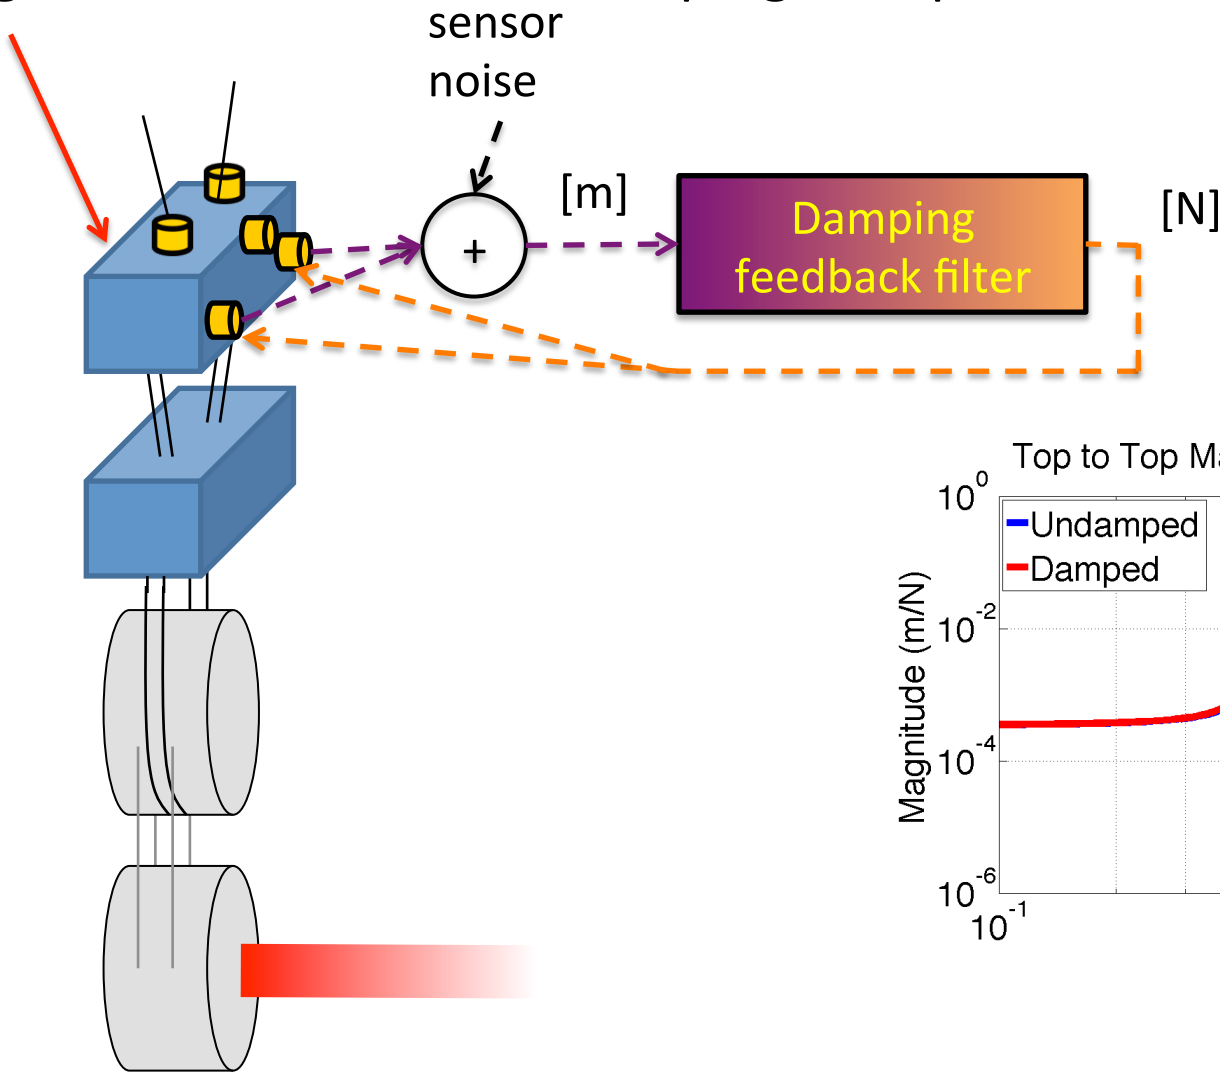 sensor
noise
[m]
[N]
+
Damping
feedback filter
Top to Top Ma
Undamped
Damped
Magnitude (m/N)
10^0
10^-2
10^-4
10^-6
10^-1